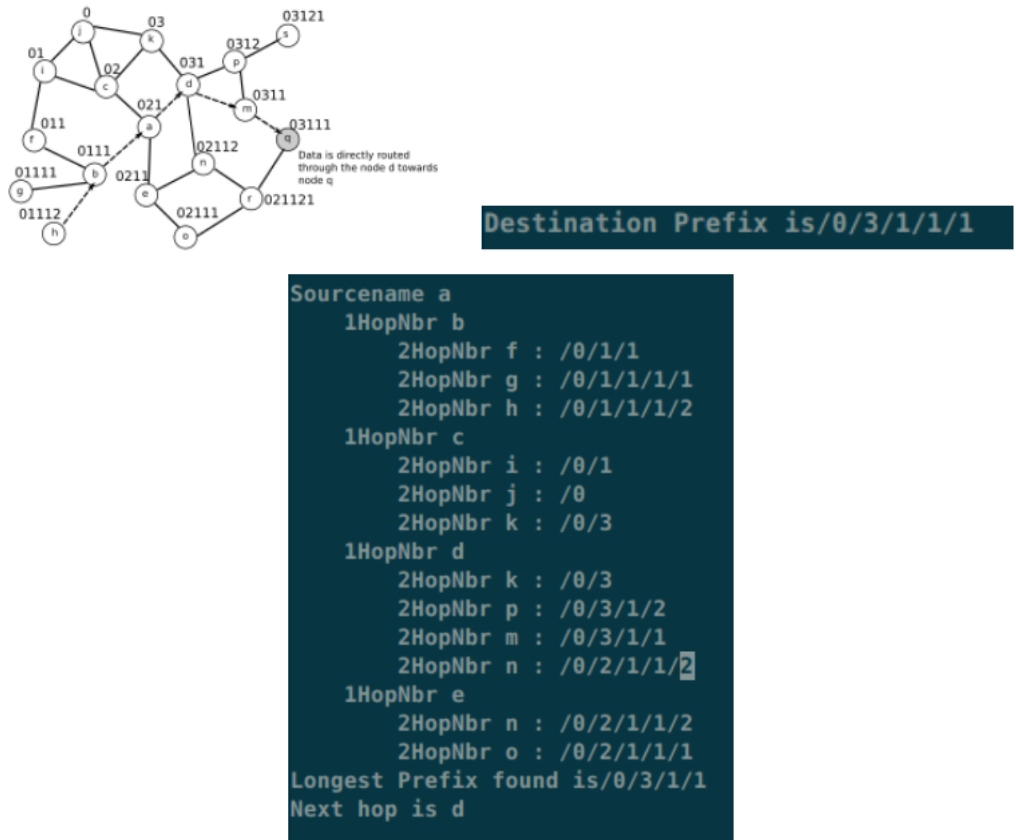 0
j
03
k
03121
s
01
i
02
c
031
d
0312
p
0311
m
021
a
03111
q
011
f
0111
b
02112
n
Data is directly routed
through the node d towards
node q
01111
g
0211
e
r
021121
01112
h
02111
o
Destination Prefix is/0/3/1/1/1
Sourcename a
1HopNbr b
2HopNbr f : /0/1/1
2HopNbr g : /0/1/1/1/1
2HopNbr h : /0/1/1/1/2
1HopNbr c
2HopNbr i : /0/1
2HopNbr j : /0
2HopNbr k : /0/3
1HopNbr d
2HopNbr k : /0/3
2HopNbr p : /0/3/1/2
2HopNbr m : /0/3/1/1
2HopNbr n : /0/2/1/1/2
1HopNbr e
2HopNbr n : /0/2/1/1/2
2HopNbr o : /0/2/1/1/1
Longest Prefix found is/0/3/1/1
Next hop is d